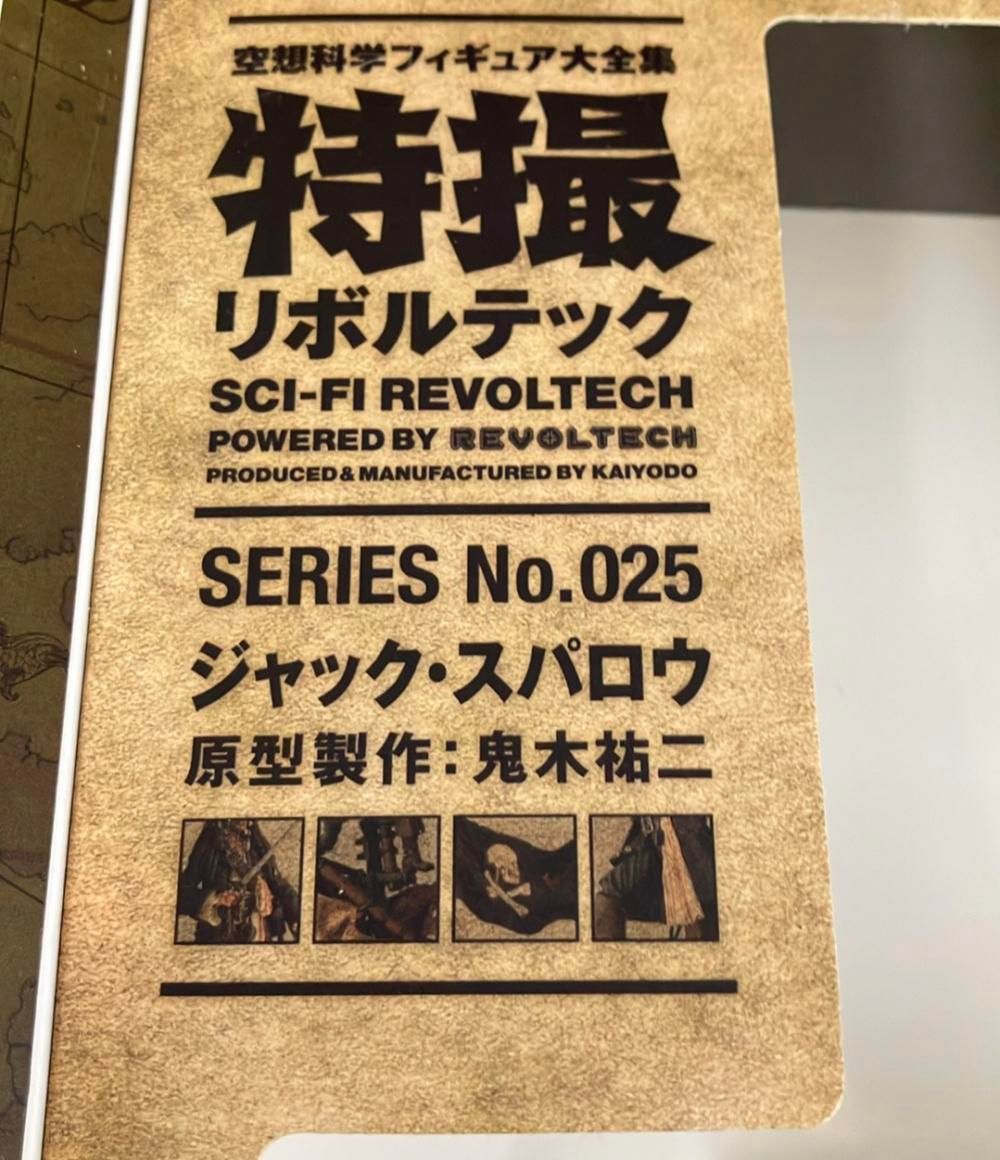 空想科学フィギュア大全集
特撮
リボルテック
SCI-FI REVOLTECH
POWERED BY REVOLTECH
PRODUCED & MANUFACTURED BY KAIYODO
SERIES No.025
ジャック・スパロウ
原型製作：鬼木祐二